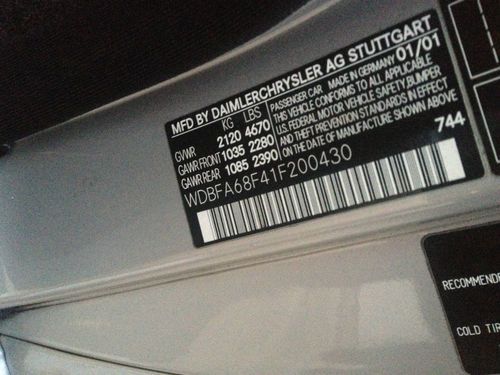 MFD BY DAIMLERCHRYSLER AG STUTTGART
KG LBS
GVWR 2120 4670
GAWR FRONT 1035 2280
GAWR REAR 1085 2390
PASSENGER CAR MADE IN GERMANY 01/01
THIS VEHICLE CONFORMS TO ALL APPLICABLE
U.S. FEDERAL MOTOR VEHICLE SAFETY BUMPER
AND THEFT PREVENTION STANDARDS IN EFFECT
ON THE DATE OF MANUFACTURE SHOWN ABOVE
WDBFA68F41F200430
744
COLD